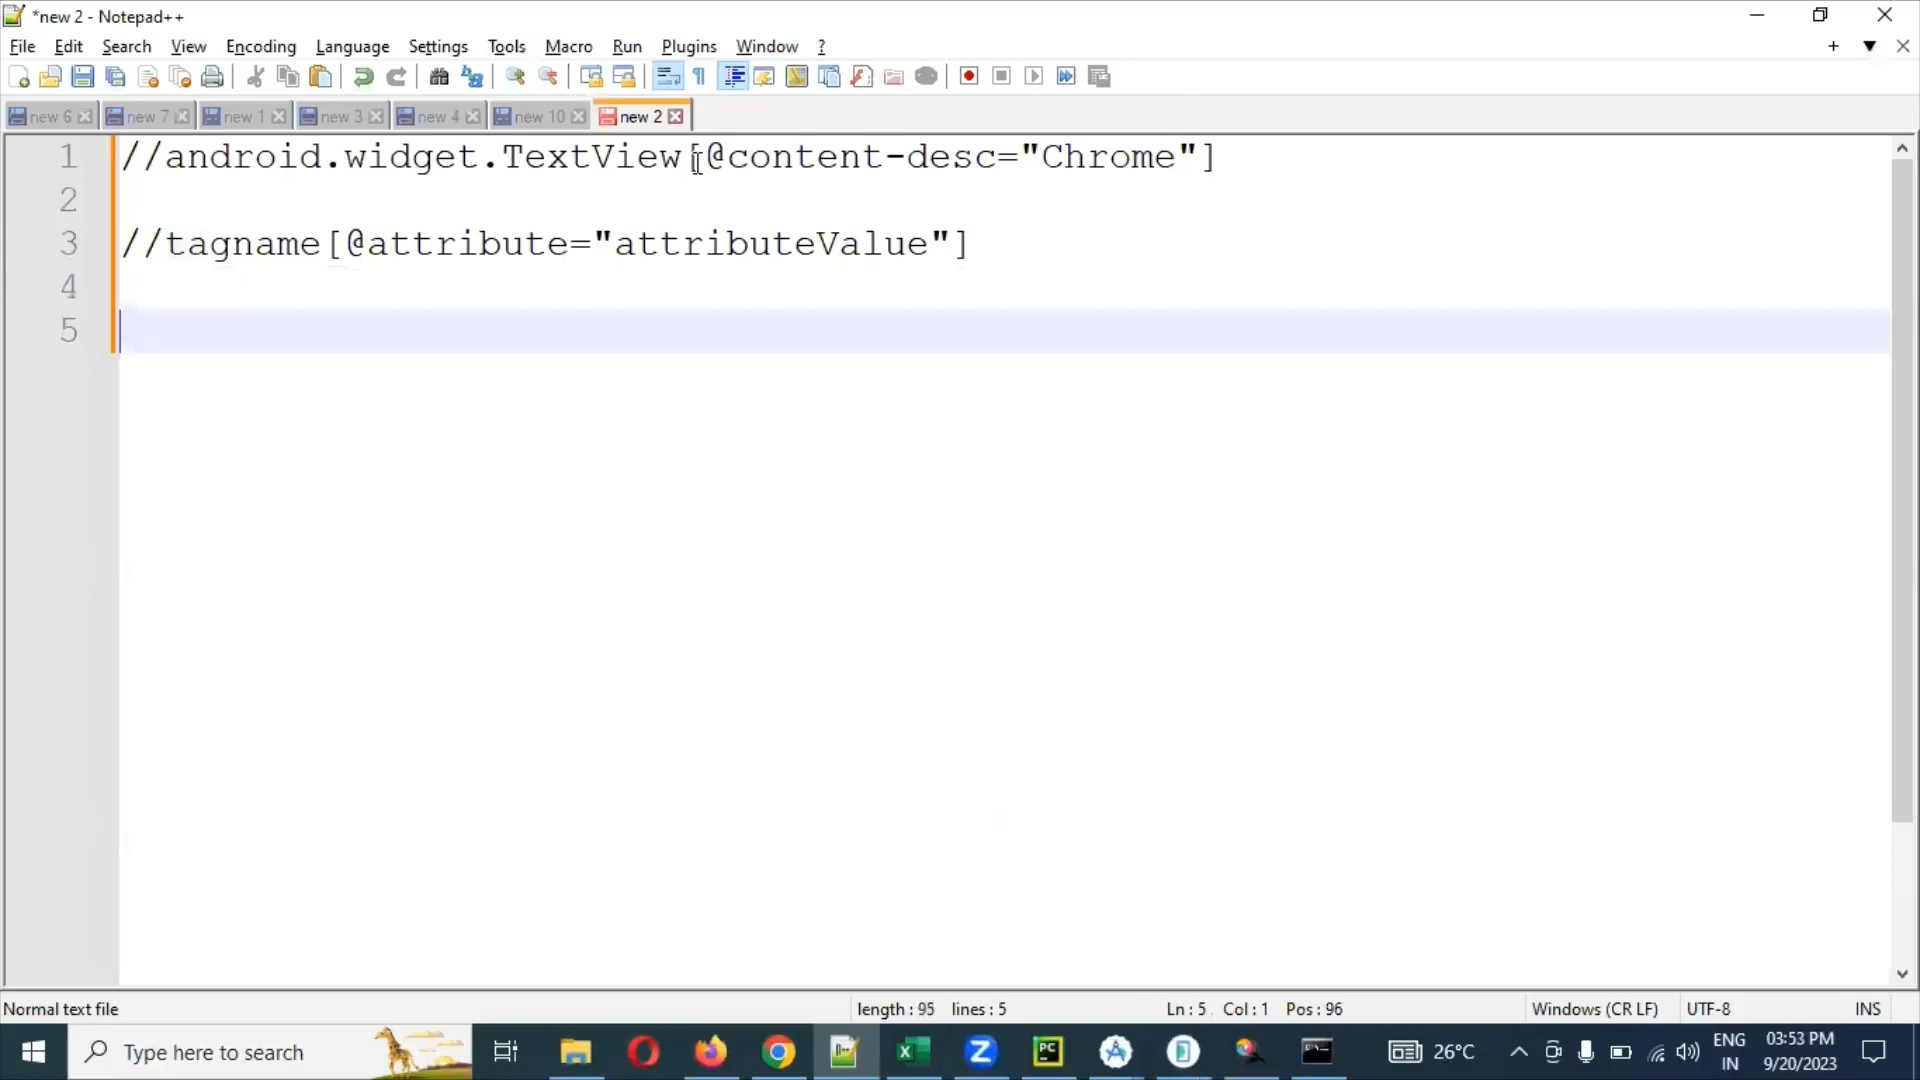 *new 2 - Notepad++
File Edit Search View Encoding Language Settings Tools Macro Run Plugins Window ?
new 6 new 7 new 1 new 3 new 4 new 10 new 2
1 //android.widget.TextView[@content-desc="Chrome"]
2
3 //tagname[@attribute="attributeValue"]
4
5
Normal text file length : 95 lines : 5 Ln : 5 Col : 1 Pos : 96 Windows (CR LF) UTF-8 INS
Type here to search 26°C ENG 03:53 PM
IN 9/20/2023